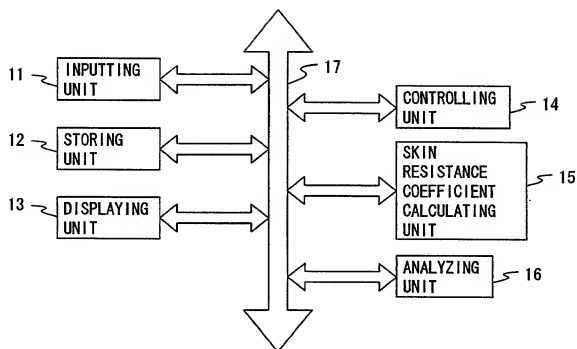 11
INPUTTING
UNIT
12
STORING
UNIT
13
DISPLAYING
UNIT
17
CONTROLLING
UNIT
14
SKIN
RESISTANCE
COEFFICIENT
CALCULATING
UNIT
15
ANALYZING
UNIT
16